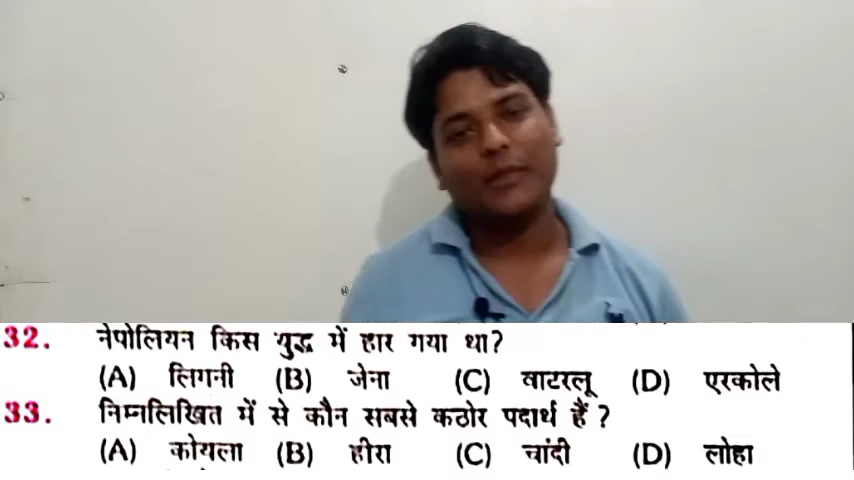 32. नेपोलियन किस युद्ध में हार गया था?
(A) लिगनी (B) जेना (C) वाटरलू (D) एरकोले
33. निम्नलिखित में से कौन सबसे कठोर पदार्थ हैं ?
(A) कोयला (B) हीरा (C) चांदी (D) लोहा